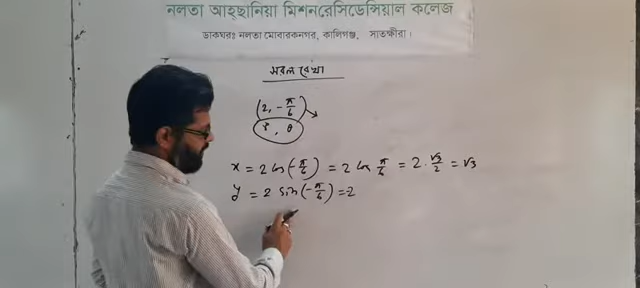 নলতা আহ্ছানিয়া মিশনরেসিডেন্সিয়াল কলেজ
ডাকঘরঃ নলতা মোবারকনগর, কালিগঞ্জ, সাতক্ষীরা।
সরল রেখা
(2, -π/6)
r, θ
x = 2 cos(-π/6) = 2 cos π/6 = 2 · √3/2 = √3
y = 2 sin(-π/6) = 2